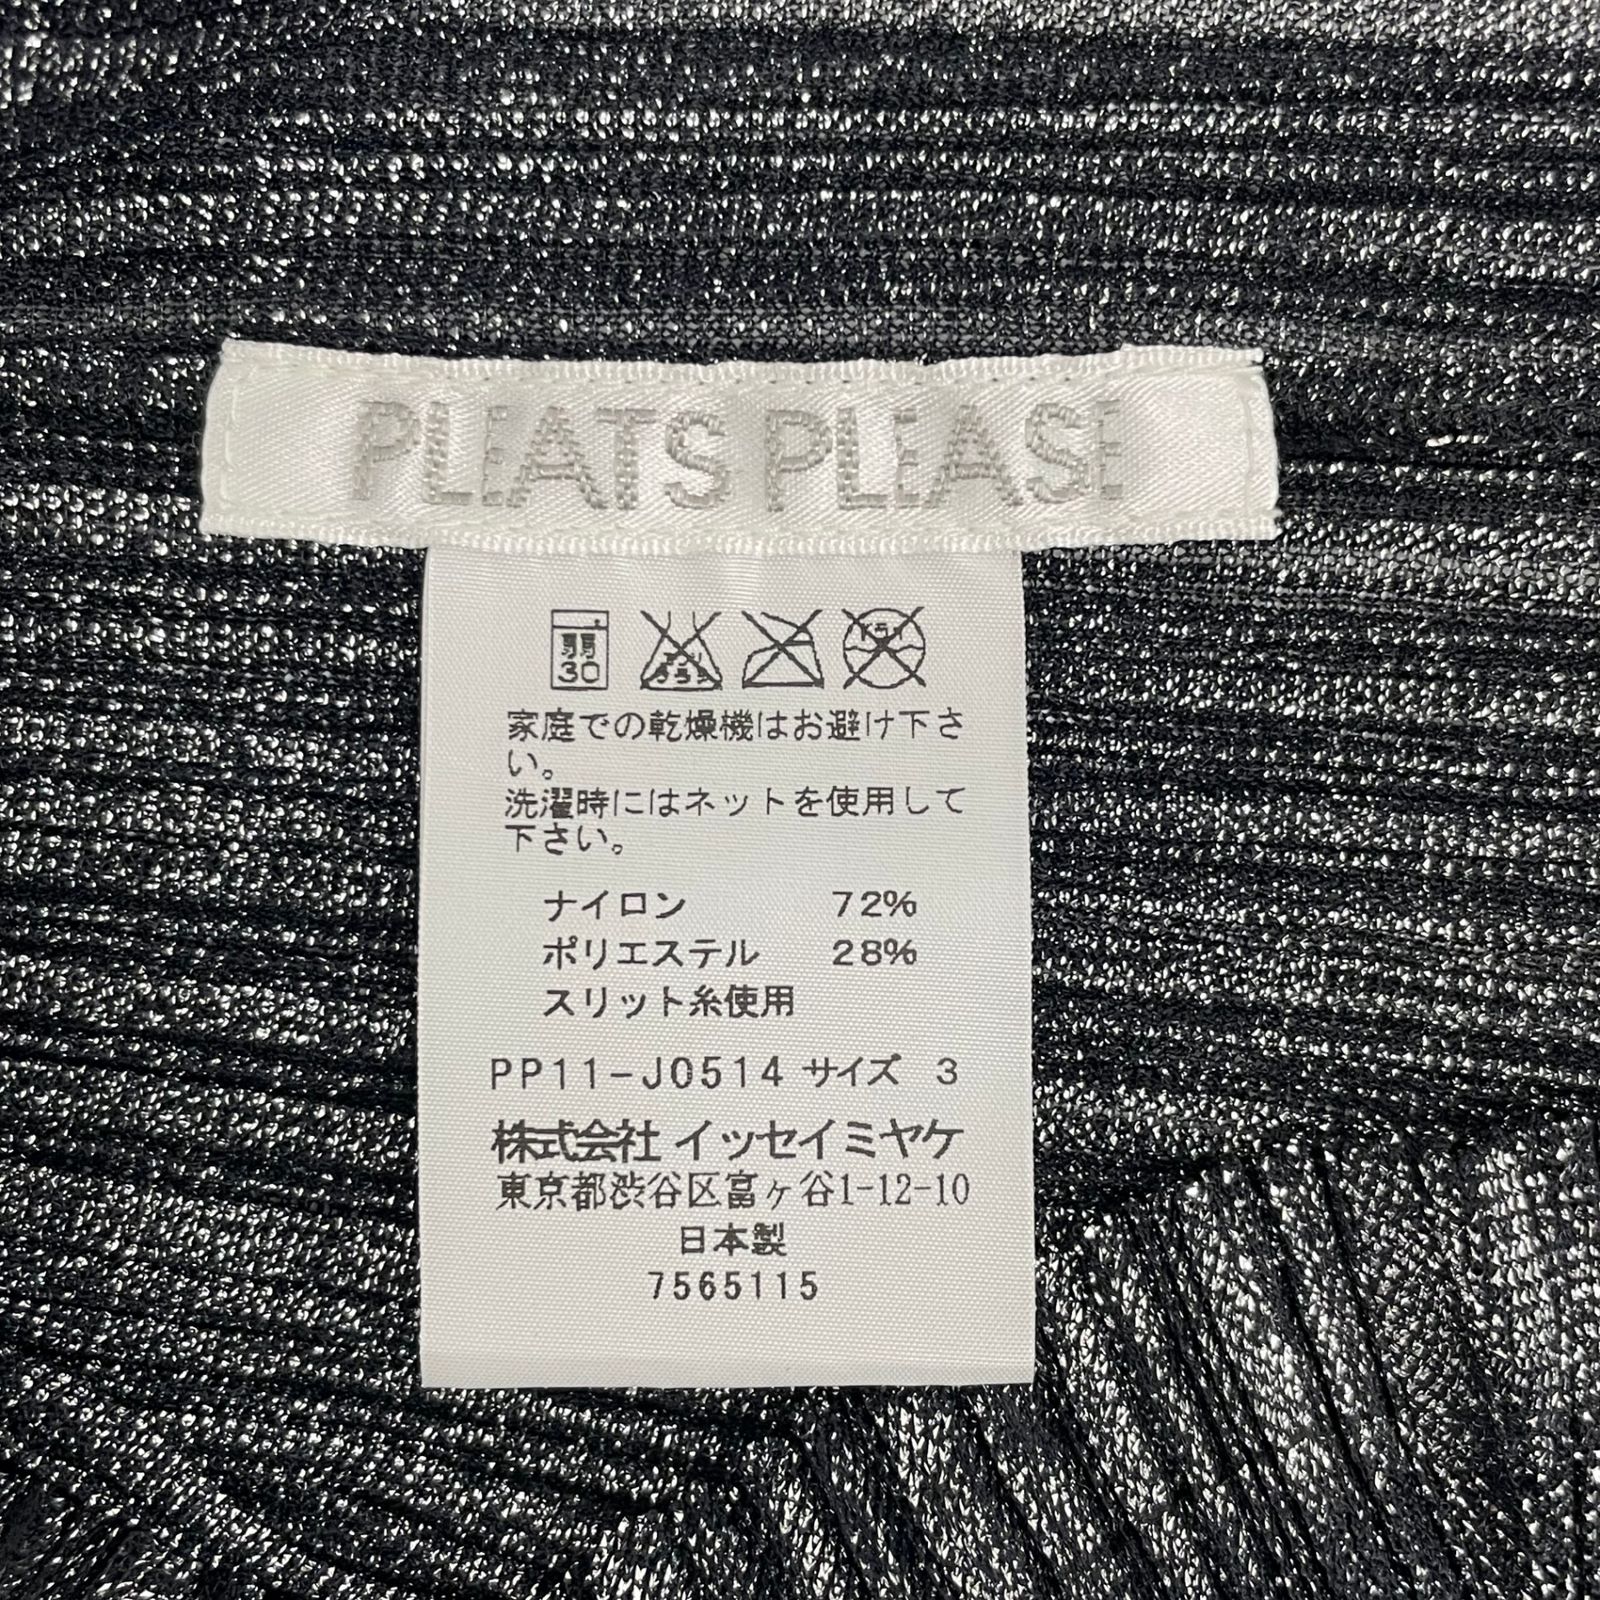 PLEATS PLEASE
弱
30
家庭での乾燥機はお避け下さ
い。
洗濯時にはネットを使用して
下さい。
ナイロン 72%
ポリエステル 28%
スリット糸使用
PP11-J0514 サイズ 3
株式会社 イッセイミヤケ
東京都渋谷区富ヶ谷1-12-10
日本製
7565115